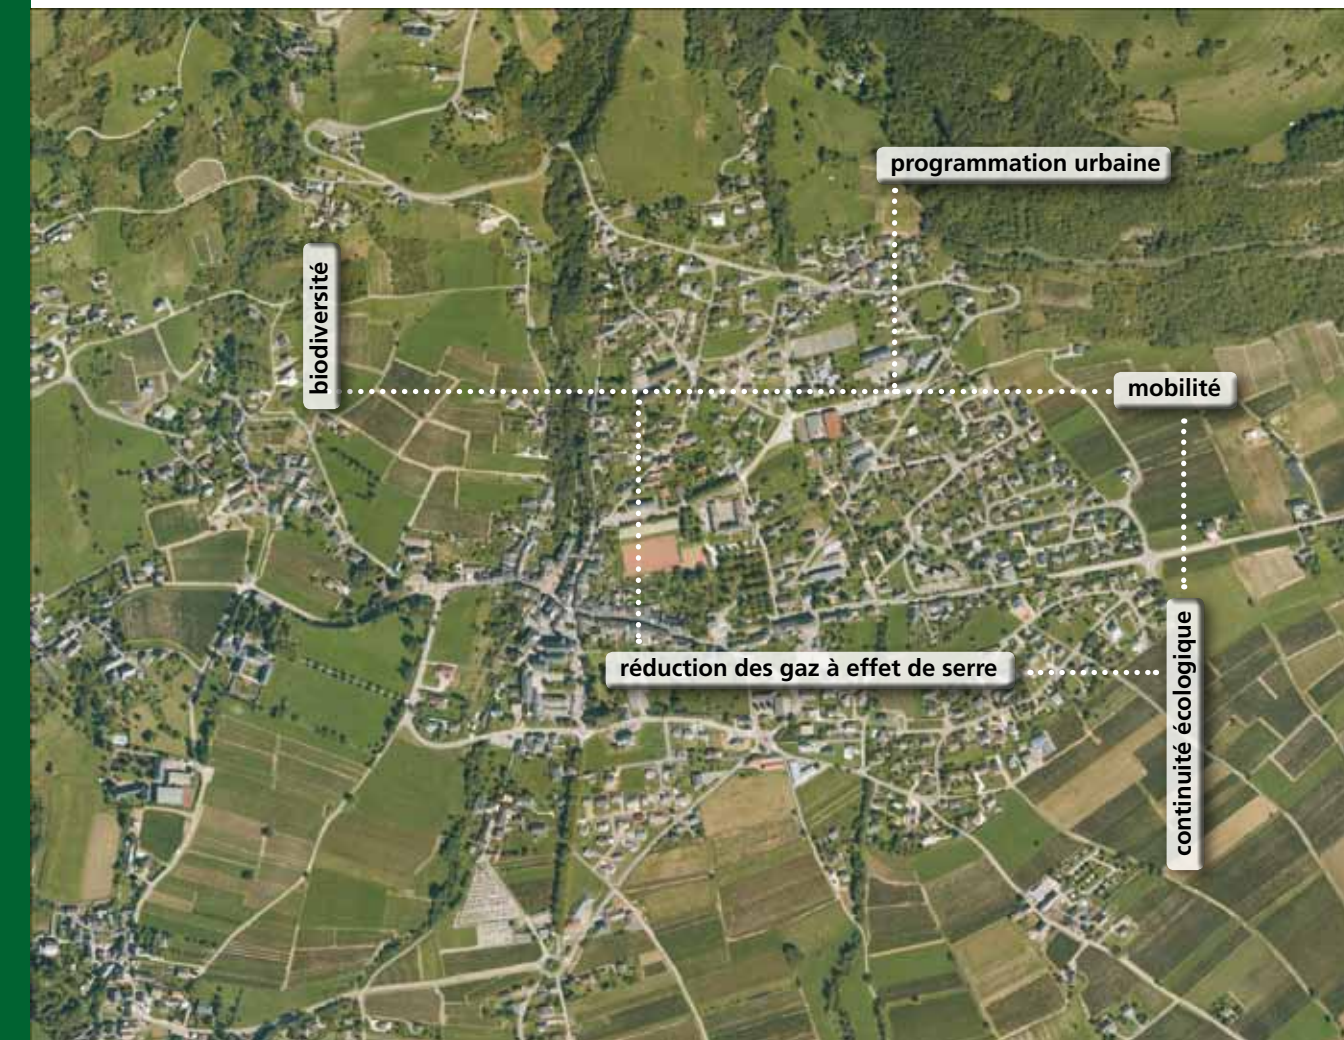 programmation urbaine
biodiversité
mobilité
réduction des gaz à effet de serre
continuité écologique